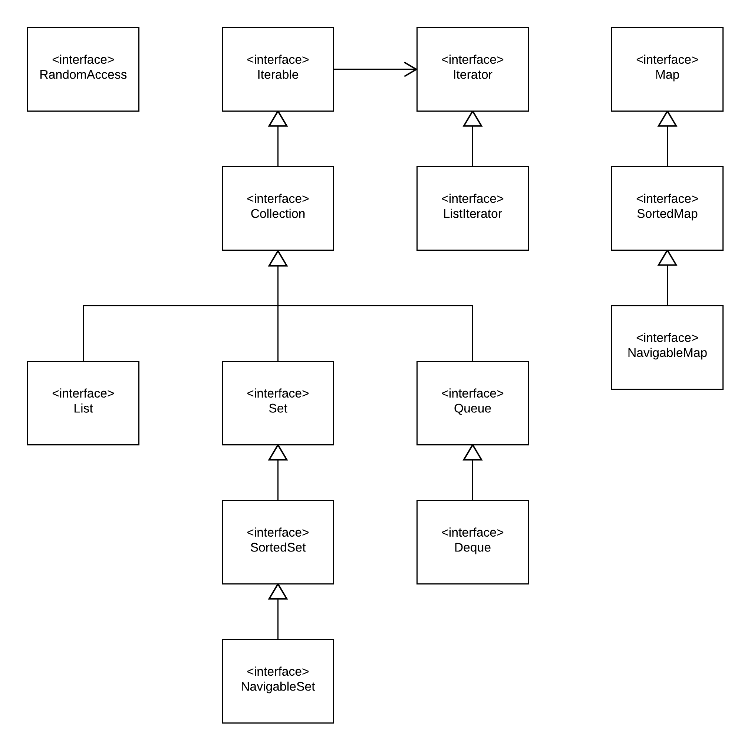 <interface>
RandomAccess
<interface>
Iterable
<interface>
Iterator
<interface>
Map
<interface>
Collection
<interface>
ListIterator
<interface>
SortedMap
<interface>
NavigableMap
<interface>
List
<interface>
Set
<interface>
Queue
<interface>
SortedSet
<interface>
Deque
<interface>
NavigableSet